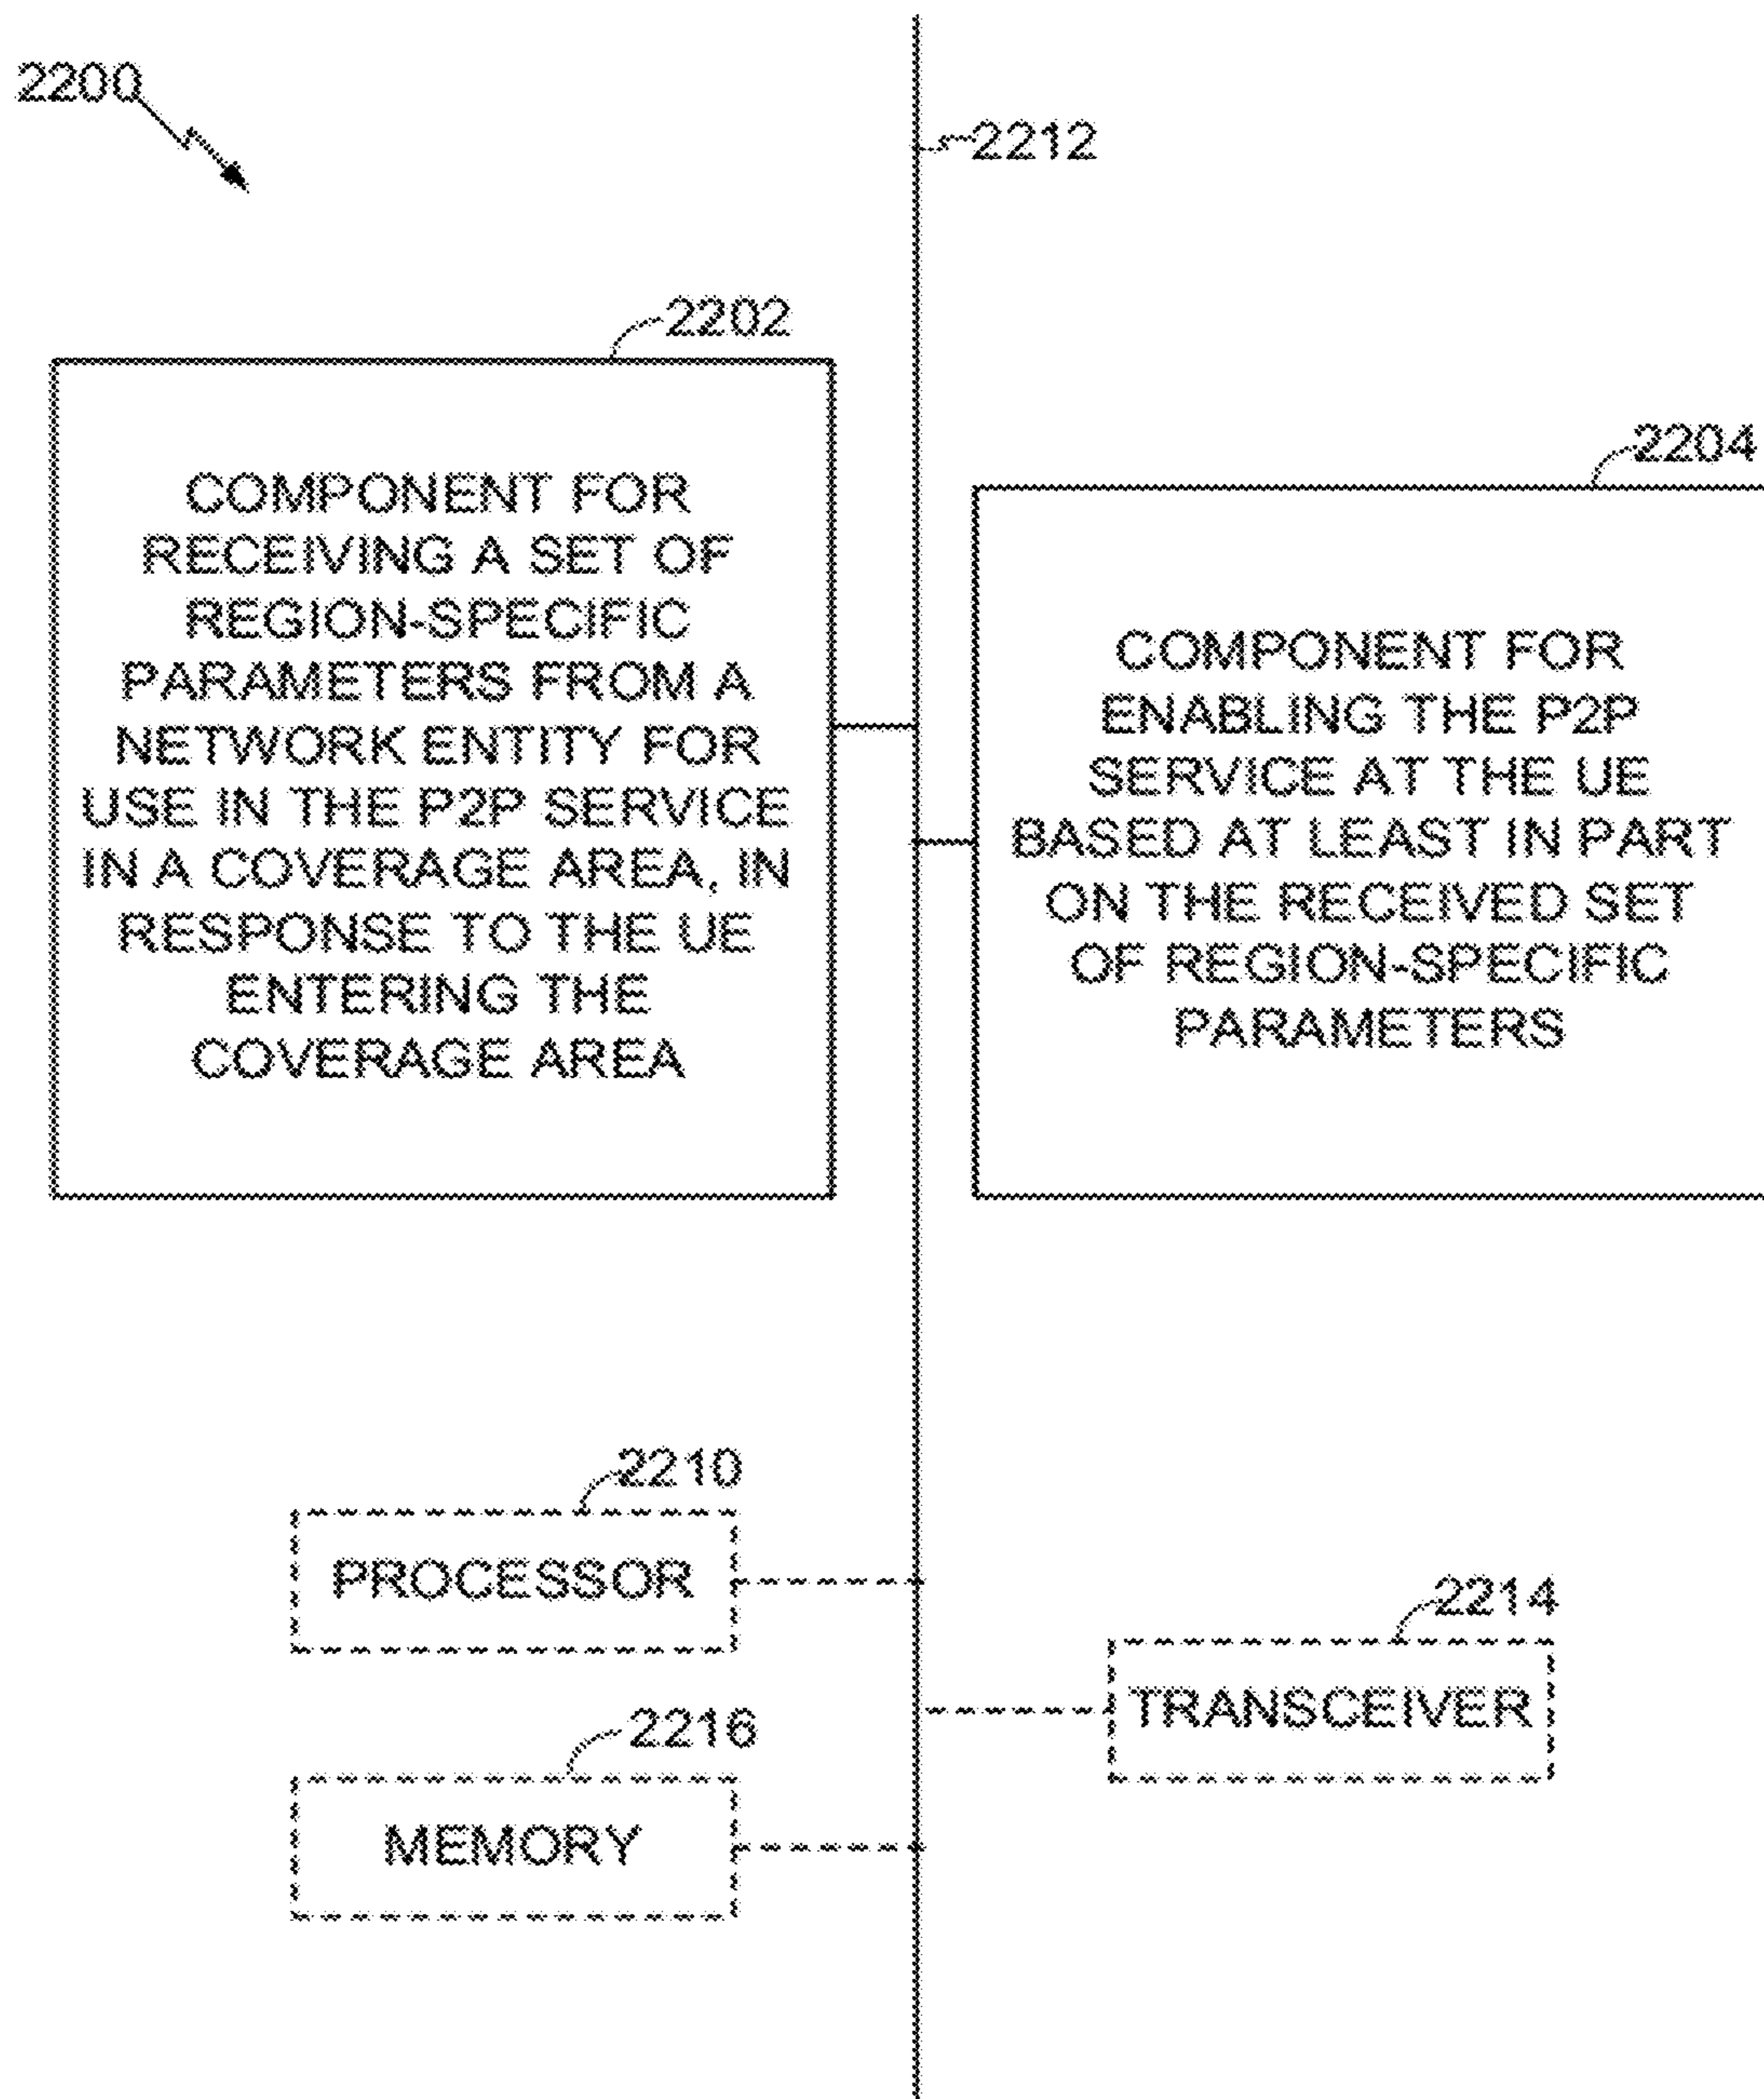 2200
2212
2202
COMPONENT FOR
RECEIVING A SET OF
REGION-SPECIFIC
PARAMETERS FROM A
NETWORK ENTITY FOR
USE IN THE P2P SERVICE
IN A COVERAGE AREA, IN
RESPONSE TO THE UE
ENTERING THE
COVERAGE AREA
2204
COMPONENT FOR
ENABLING THE P2P
SERVICE AT THE UE
BASED AT LEAST IN PART
ON THE RECEIVED SET
OF REGION-SPECIFIC
PARAMETERS
2210
PROCESSOR
2214
TRANSCEIVER
2216
MEMORY